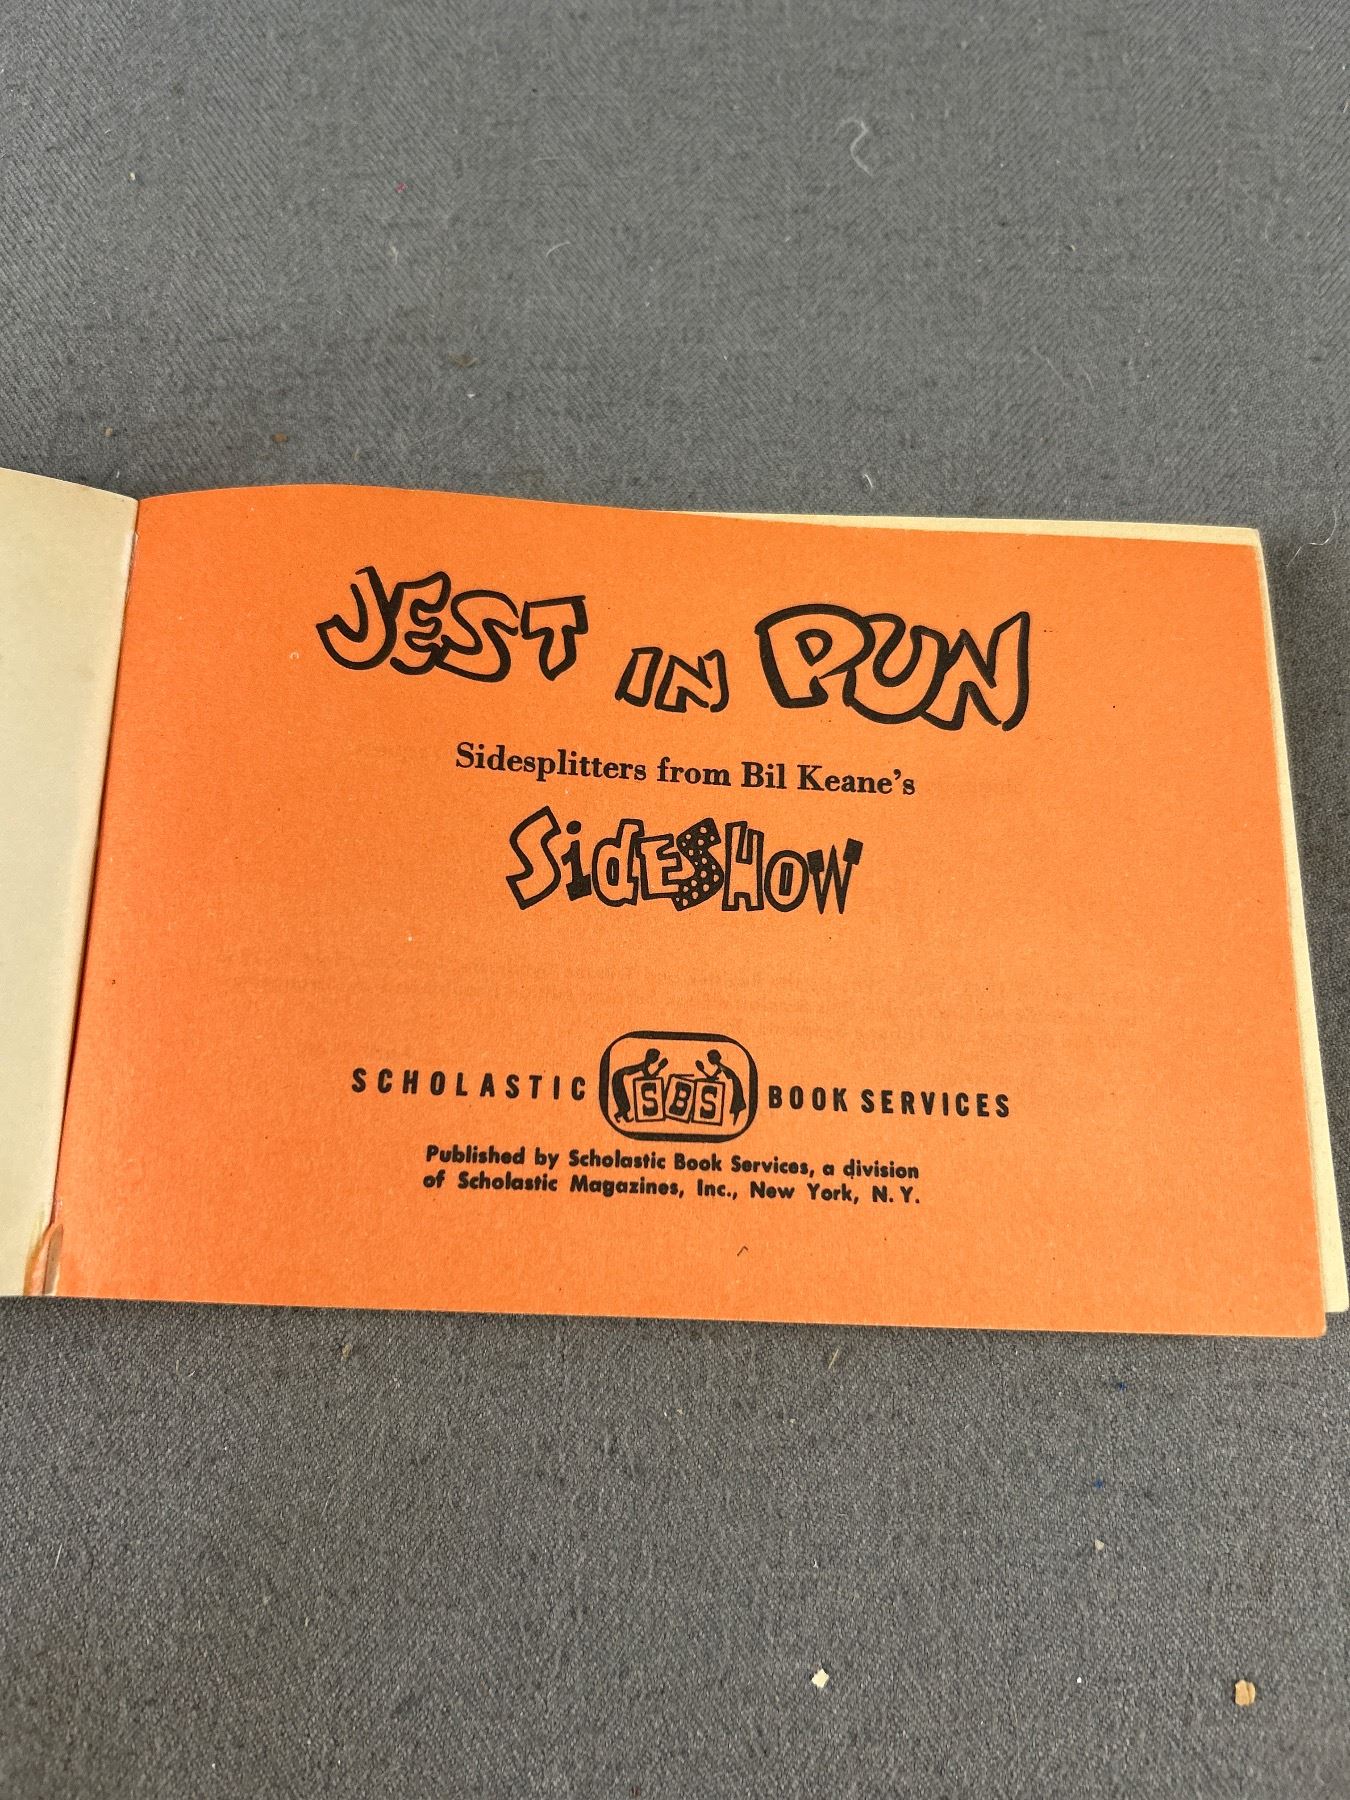 JEST IN PUN
Sidesplitters from Bil Keane's
SidESHOW
SCHOLASTIC SBS BOOK SERVICES
Published by Scholastic Book Services, a division
of Scholastic Magazines, Inc., New York, N. Y.